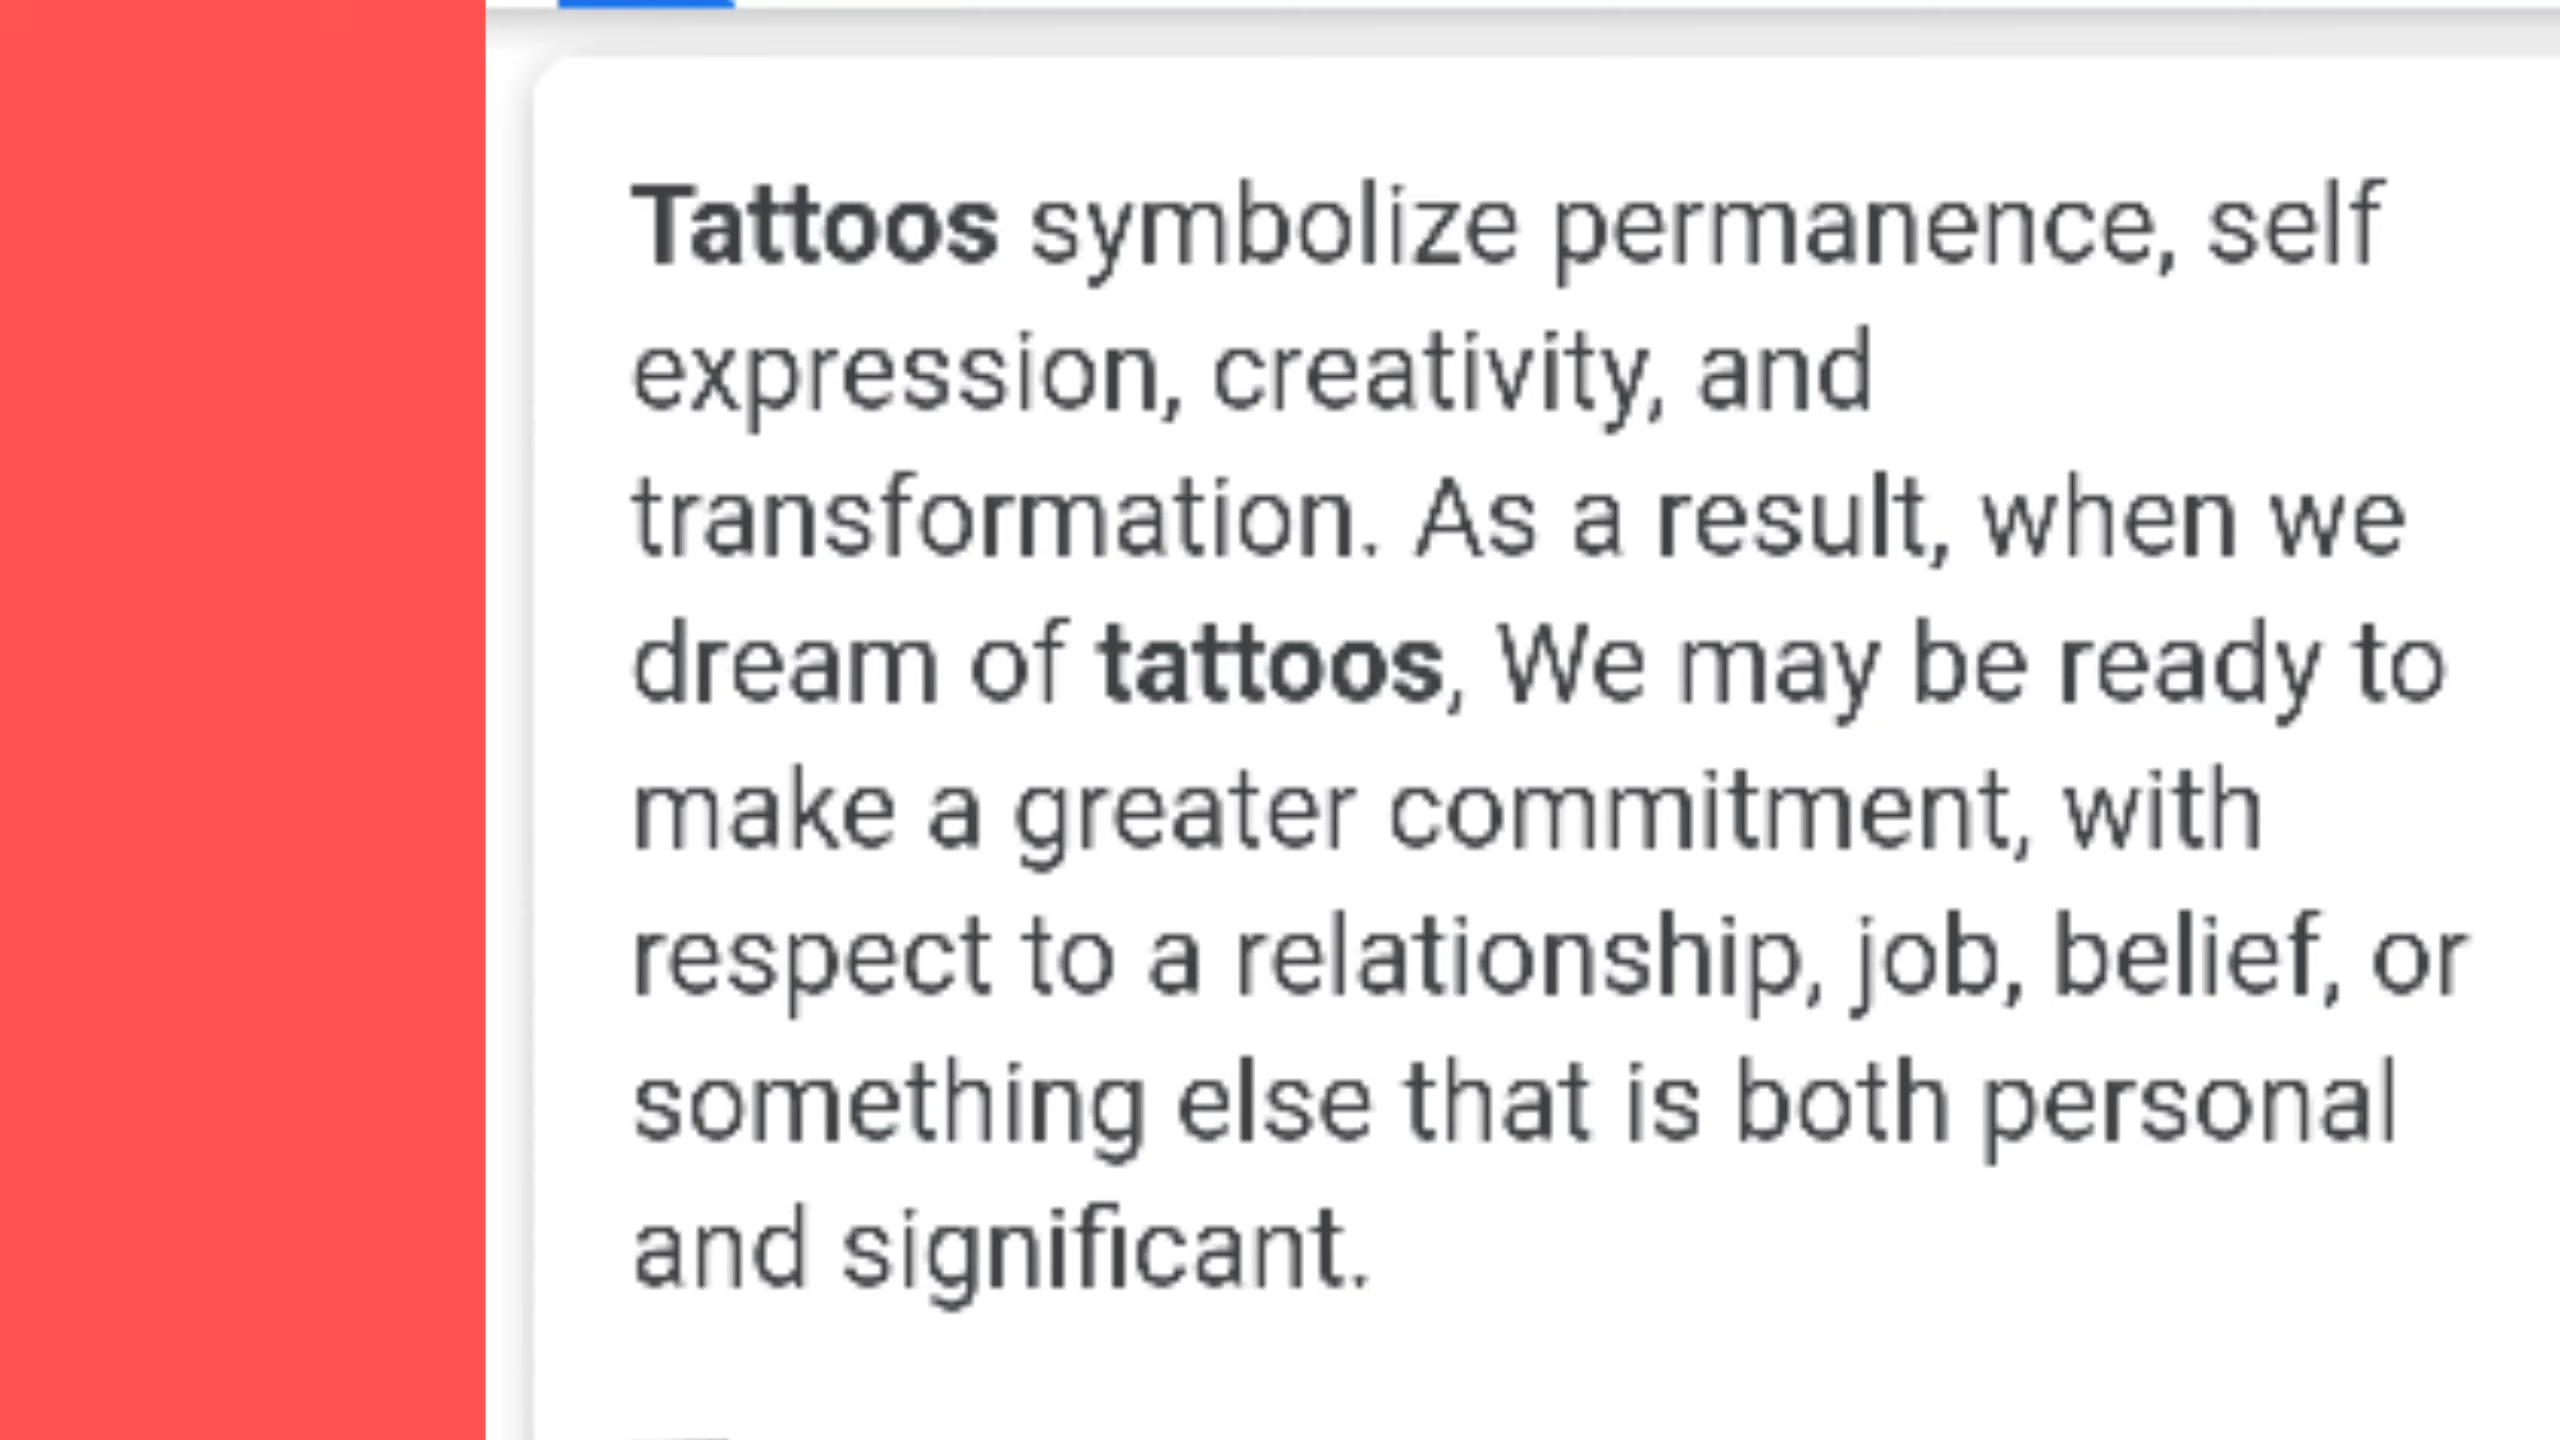 Tattoos symbolize permanence, self
expression, creativity, and
transformation. As a result, when we
dream of tattoos, We may be ready to
make a greater commitment, with
respect to a relationship, job, belief, or
something else that is both personal
and significant.